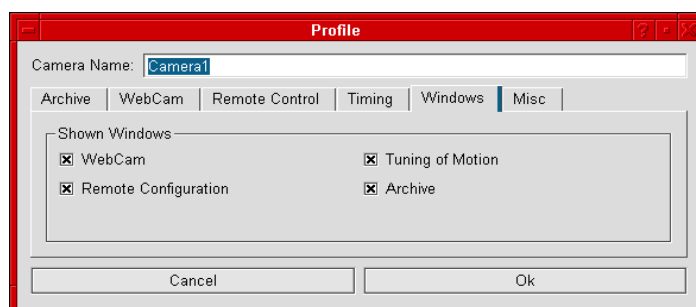 Profile
Camera Name: Camera1
Archive WebCam Remote Control Timing Windows Misc
Shown Windows
WebCam Tuning of Motion
Remote Configuration Archive
Cancel Ok